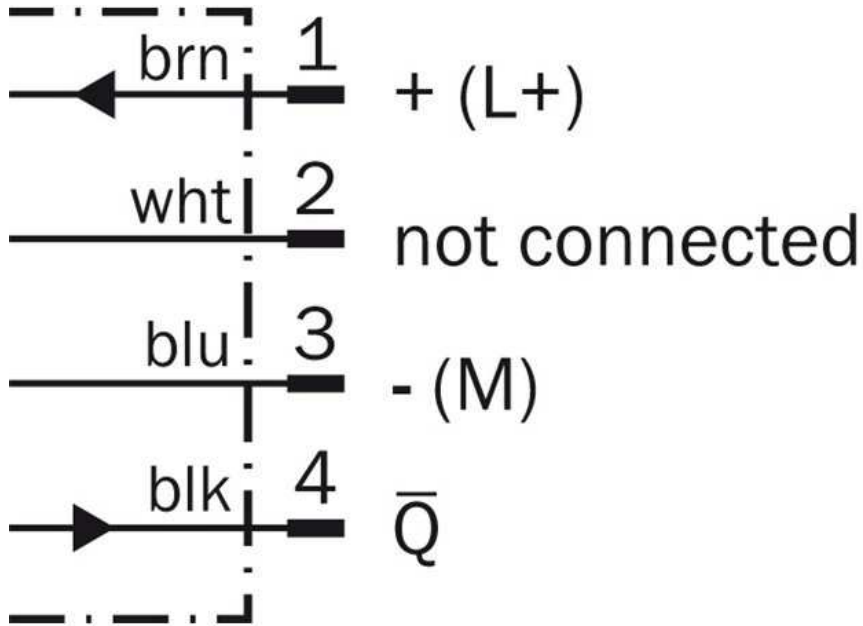 brn 1 + (L+)
wht 2 not connected
blu 3 - (M)
blk 4 Q̅